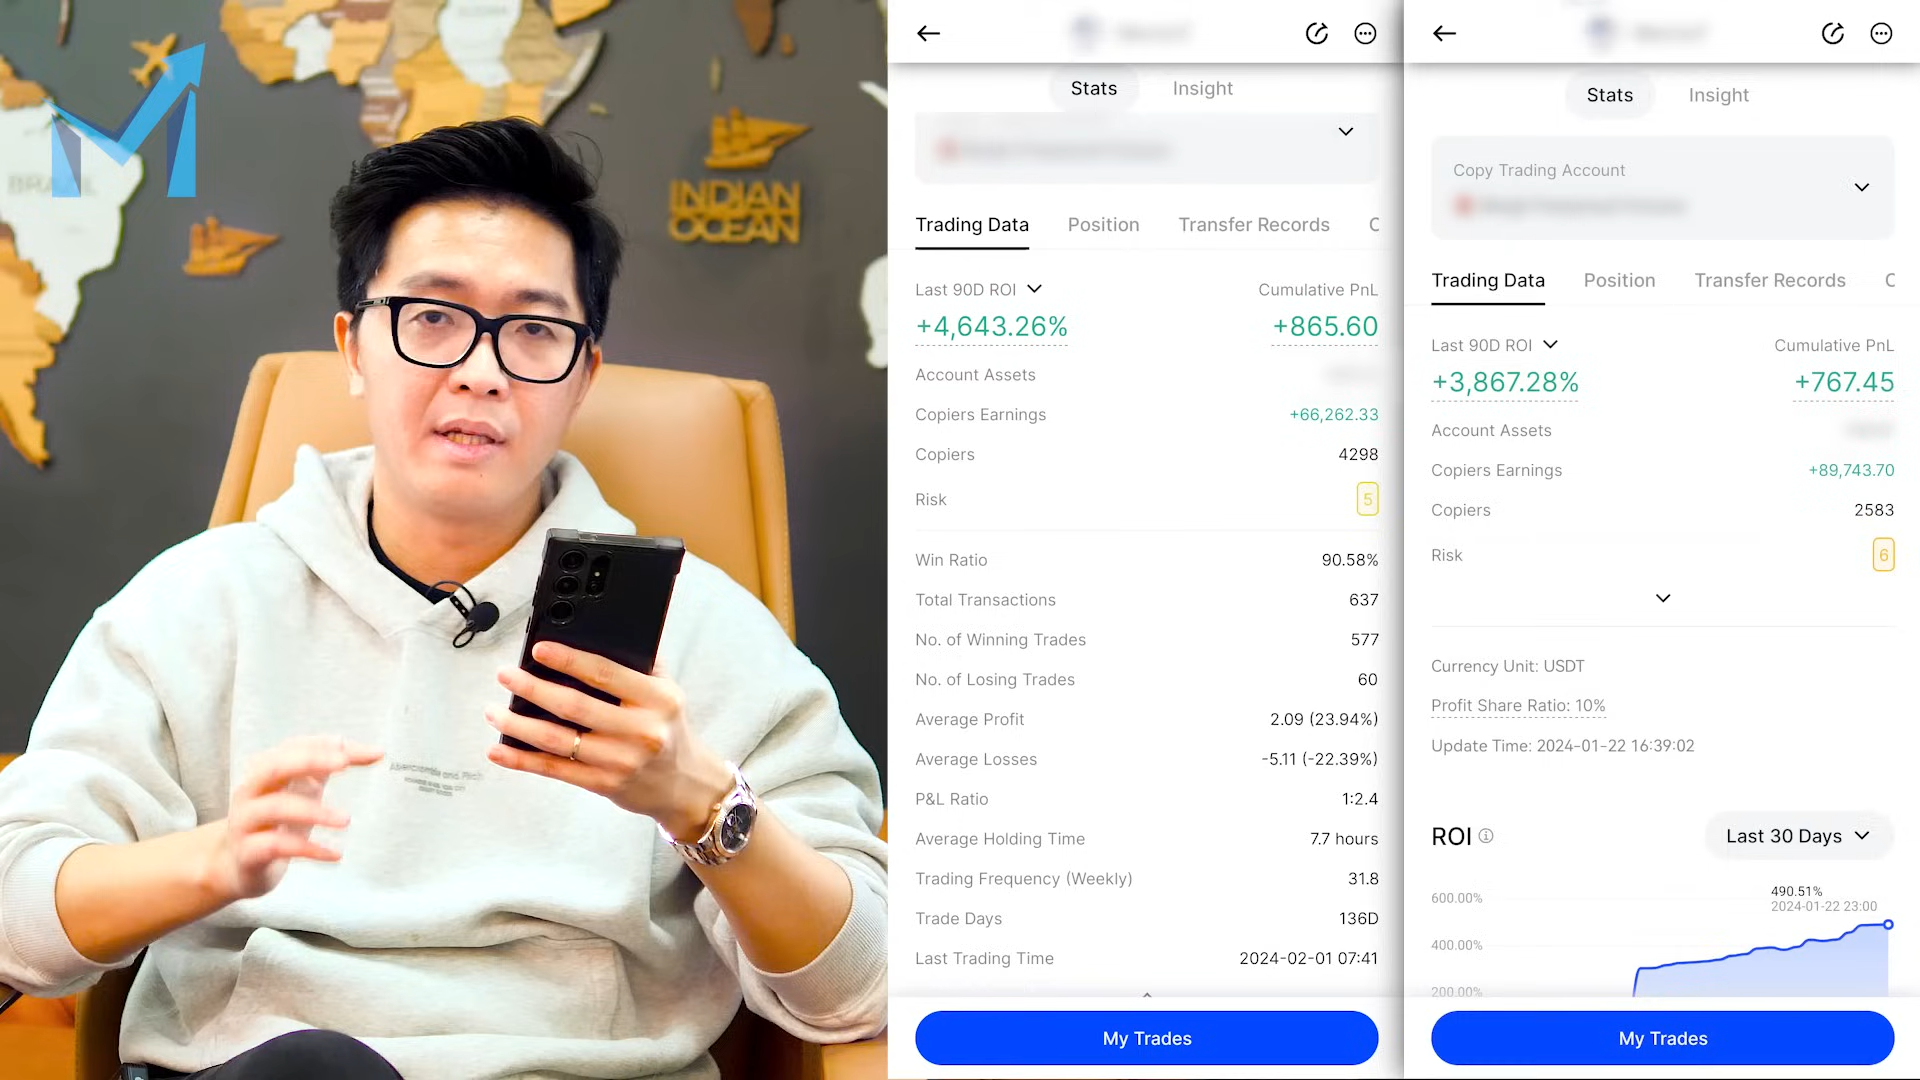 BRAZIL
INDIAN
OCEAN
Abercrombie and Fitch
Stats
Insight
Trading Data
Position
Transfer Records
C
Last 90D ROI
Cumulative PnL
+4,643.26%
+865.60
Account Assets
Copiers Earnings
+66,262.33
Copiers
4298
Risk
5
Win Ratio
90.58%
Total Transactions
637
No. of Winning Trades
577
No. of Losing Trades
60
Average Profit
2.09 (23.94%)
Average Losses
-5.11 (-22.39%)
P&L Ratio
1:2.4
Average Holding Time
7.7 hours
Trading Frequency (Weekly)
31.8
Trade Days
136D
Last Trading Time
2024-02-01 07:41
My Trades
Stats
Insight
Copy Trading Account
Trading Data
Position
Transfer Records
C
Last 90D ROI
Cumulative PnL
+3,867.28%
+767.45
Account Assets
Copiers Earnings
+89,743.70
Copiers
2583
Risk
6
Currency Unit: USDT
Profit Share Ratio: 10%
Update Time: 2024-01-22 16:39:02
ROI
Last 30 Days
490.51%
2024-01-22 23:00
600.00%
400.00%
200.00%
My Trades